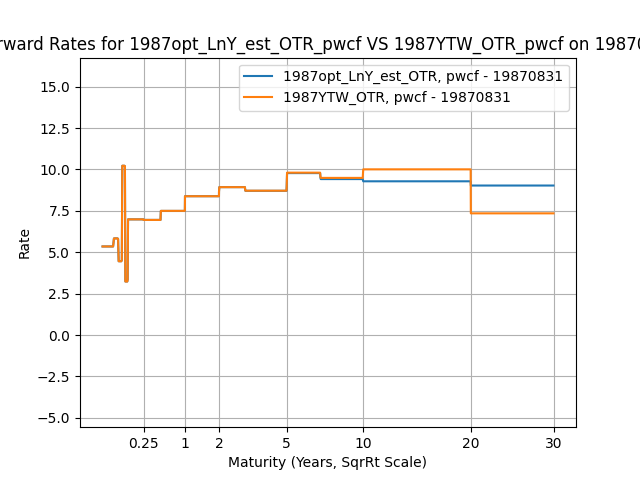 rward Rates for 1987opt_LnY_est_OTR_pwcf VS 1987YTW_OTR_pwcf on 19870
1987opt_LnY_est_OTR, pwcf - 19870831
1987YTW_OTR, pwcf - 19870831
15.0
12.5
10.0
7.5
5.0
2.5
0.0
−2.5
−5.0
Rate
0.25 1 2 5 10 20 30
Maturity (Years, SqrRt Scale)